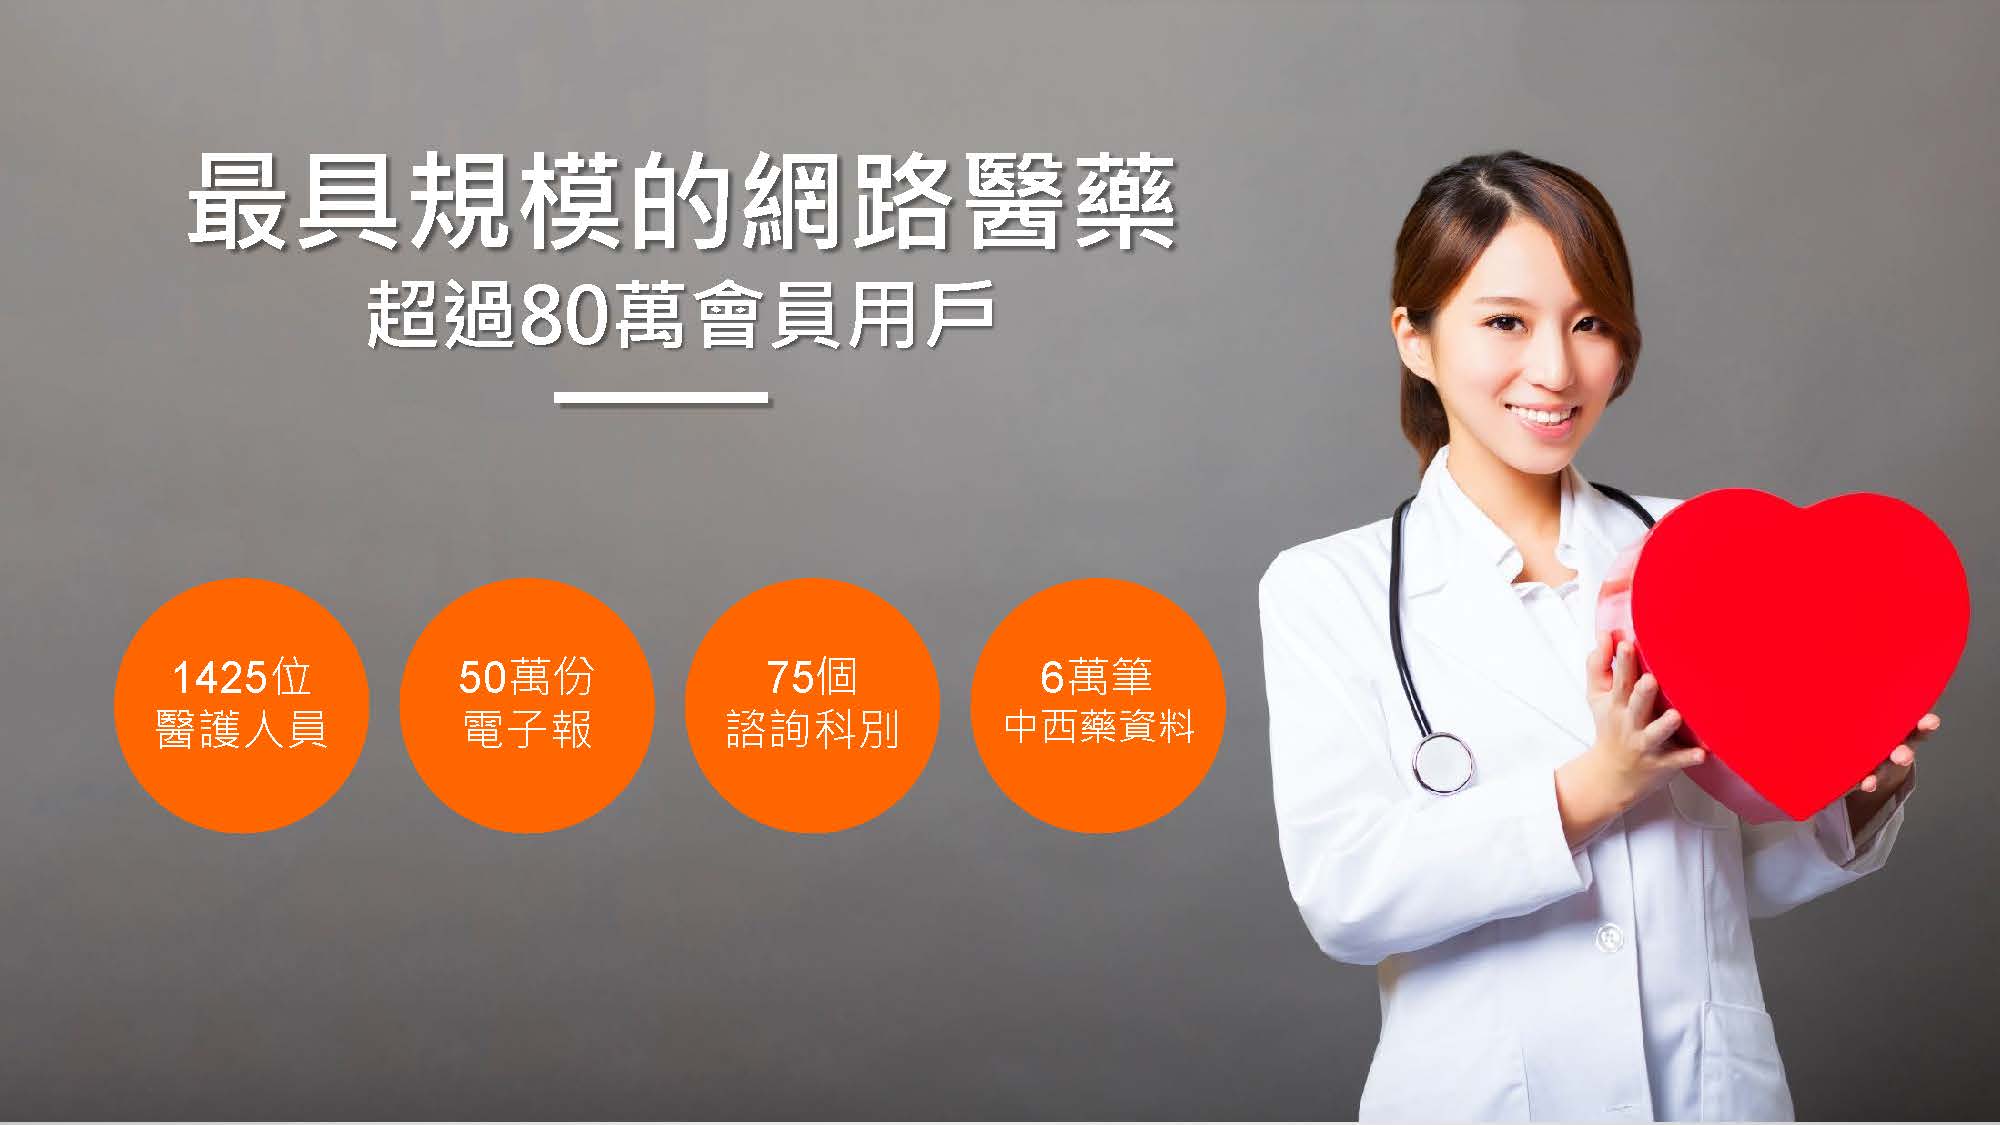 最具規模的網路醫藥
超過80萬會員用戶
1425位
醫護人員
50萬份
電子報
75個
諮詢科別
6萬筆
中西藥資料